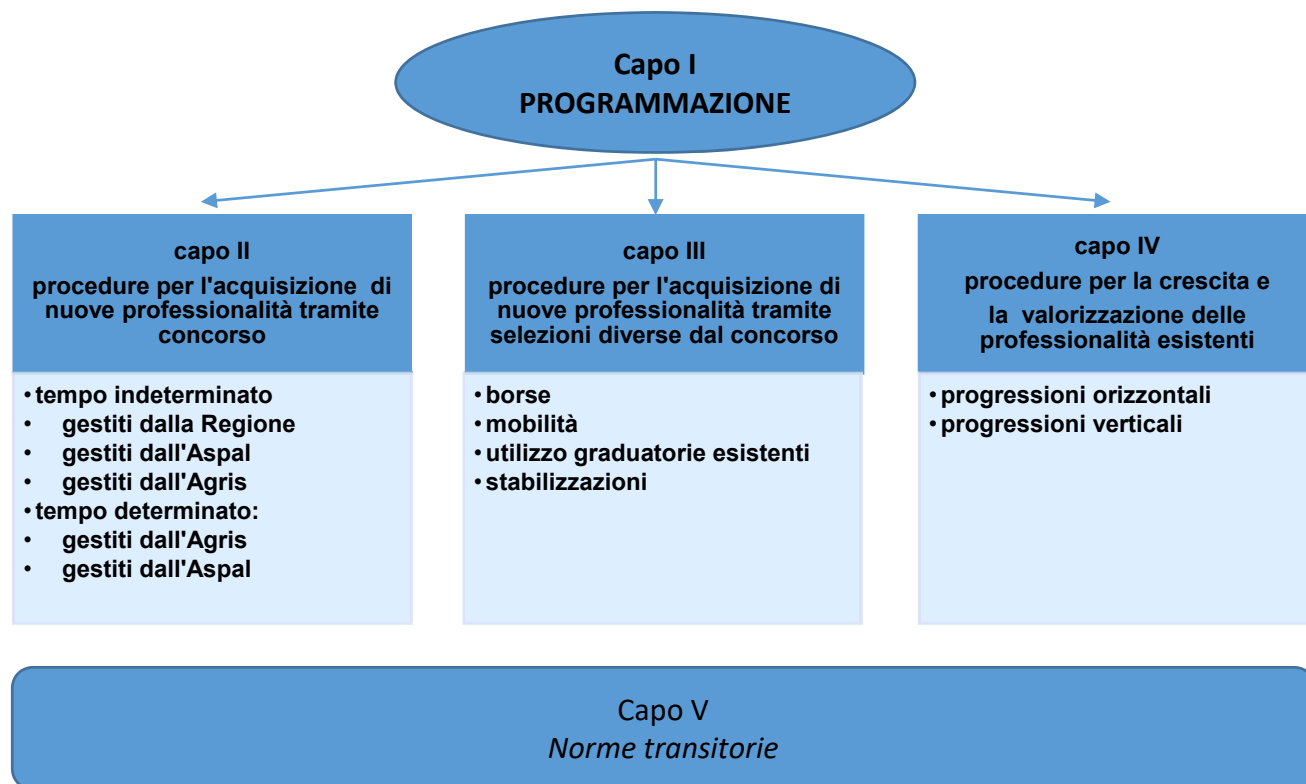 Capo I
PROGRAMMAZIONE
capo II
procedure per l'acquisizione di
nuove professionalità tramite
concorso
• tempo indeterminato
• gestiti dalla Regione
• gestiti dall'Aspal
• gestiti dall'Agris
• tempo determinato:
• gestiti dall'Agris
• gestiti dall'Aspal
capo III
procedure per l'acquisizione di
nuove professionalità tramite
selezioni diverse dal concorso
• borse
• mobilità
• utilizzo graduatorie esistenti
• stabilizzazioni
capo IV
procedure per la crescita e
la valorizzazione delle
professionalità esistenti
• progressioni orizzontali
• progressioni verticali
Capo V
Norme transitorie